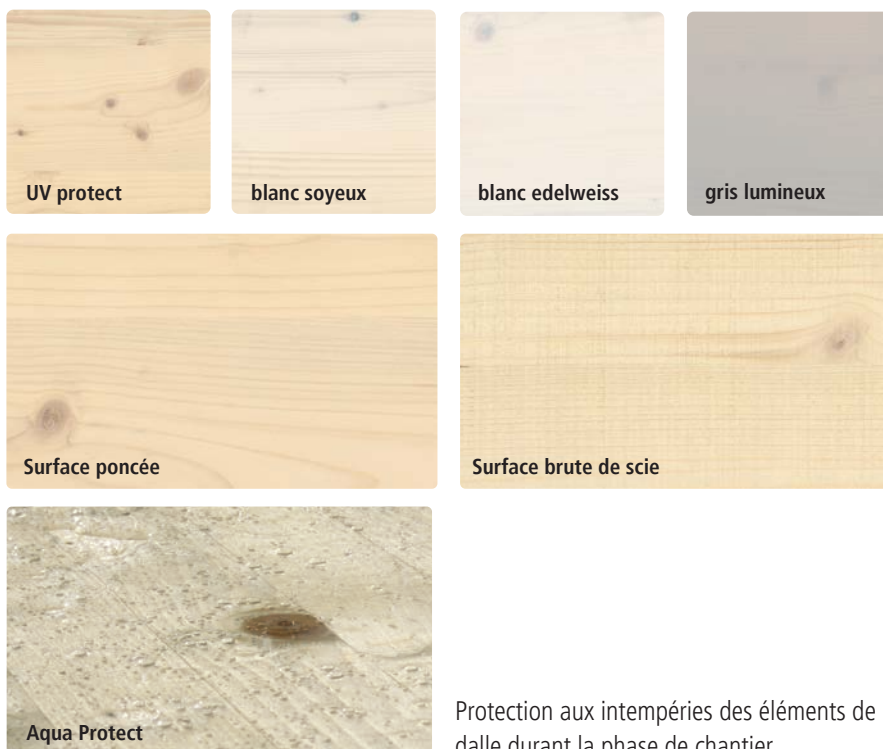 UV protect
blanc soyeux
blanc edelweiss
gris lumineux
Surface poncée
Surface brute de scie
Aqua Protect
Protection aux intempéries des éléments de
dalle durant la phase de chantier